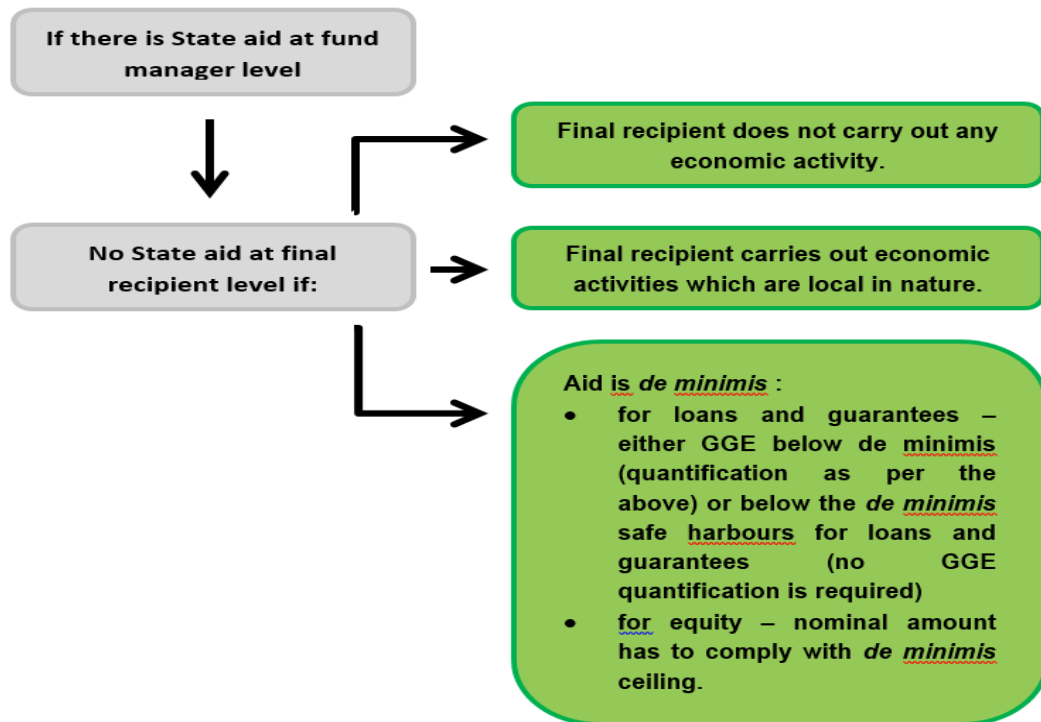 If there is State aid at fund
manager level
Final recipient does not carry out any
economic activity.
No State aid at final
recipient level if:
Final recipient carries out economic
activities which are local in nature.
Aid is de minimis :
• for loans and guarantees –
either GGE below de minimis
(quantification as per the
above) or below the de minimis
safe harbours for loans and
guarantees (no GGE
quantification is required)
• for equity – nominal amount
has to comply with de minimis
ceiling.